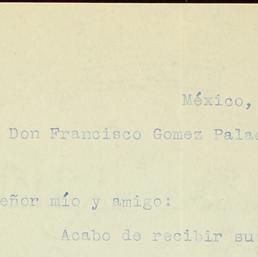 México,
Don Francisco Gomez Pala
eñor mío y amigo:
Acabo de recibir su